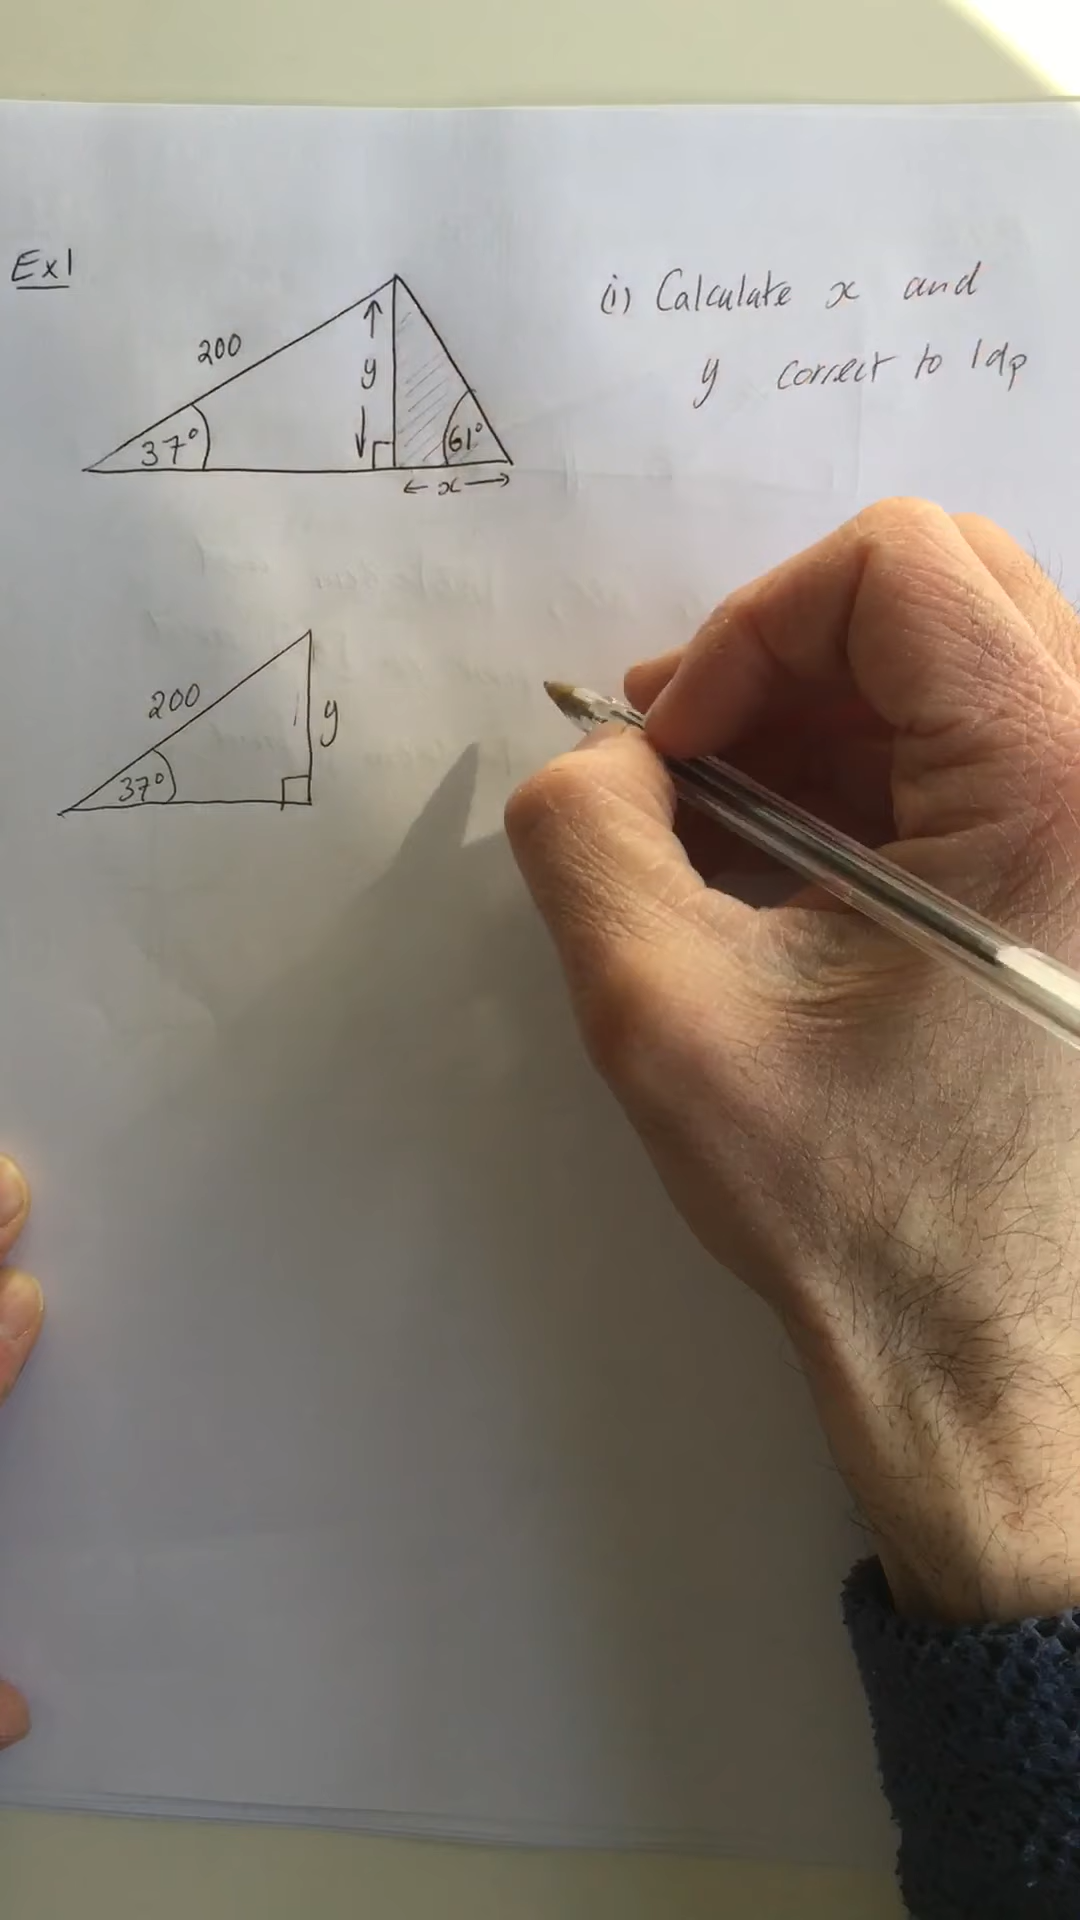 Ex1
200
y
37°
61°
← x →
(i) Calculate x and
y correct to 1dp
200
y
37°